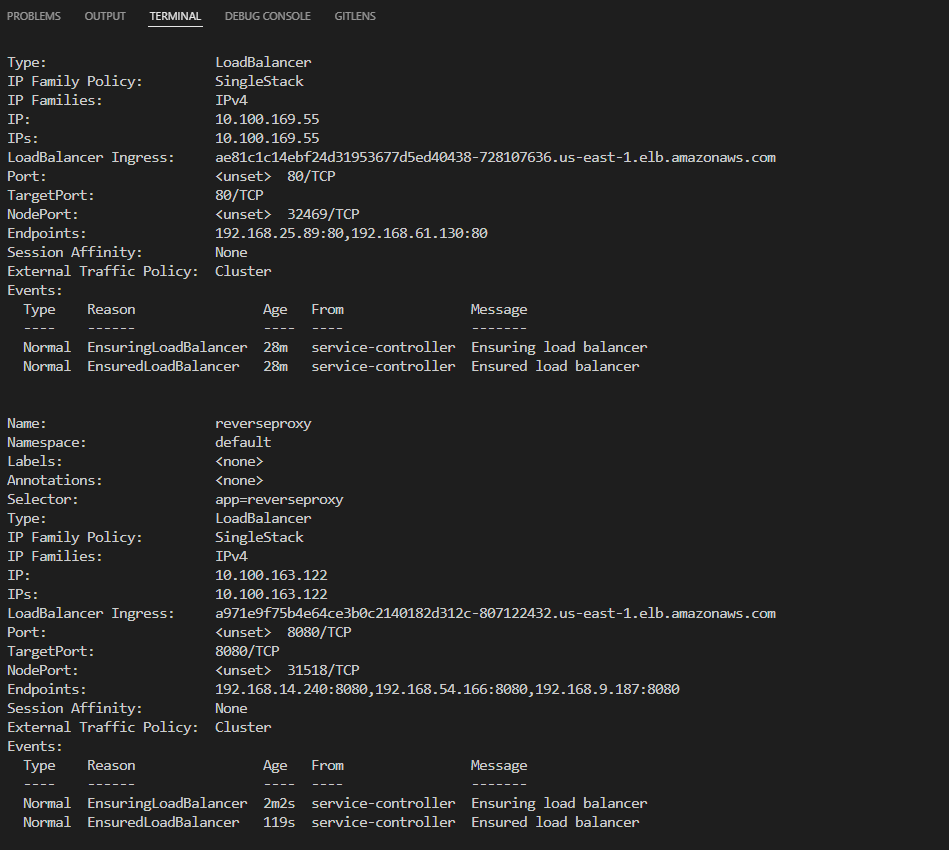 PROBLEMS OUTPUT TERMINAL DEBUG CONSOLE GITLENS
Type: LoadBalancer
IP Family Policy: SingleStack
IP Families: IPv4
IP: 10.100.169.55
IPs: 10.100.169.55
LoadBalancer Ingress: ae81c1c14ebf24d31953677d5ed40438-728107636.us-east-1.elb.amazonaws.com
Port: <unset> 80/TCP
TargetPort: 80/TCP
NodePort: <unset> 32469/TCP
Endpoints: 192.168.25.89:80,192.168.61.130:80
Session Affinity: None
External Traffic Policy: Cluster
Events:
Type Reason Age From Message
---- ------ ---- ---- -------
Normal EnsuringLoadBalancer 28m service-controller Ensuring load balancer
Normal EnsuredLoadBalancer 28m service-controller Ensured load balancer
Name: reverseproxy
Namespace: default
Labels: <none>
Annotations: <none>
Selector: app=reverseproxy
Type: LoadBalancer
IP Family Policy: SingleStack
IP Families: IPv4
IP: 10.100.163.122
IPs: 10.100.163.122
LoadBalancer Ingress: a971e9f75b4e64ce3b0c2140182d312c-807122432.us-east-1.elb.amazonaws.com
Port: <unset> 8080/TCP
TargetPort: 8080/TCP
NodePort: <unset> 31518/TCP
Endpoints: 192.168.14.240:8080,192.168.54.166:8080,192.168.9.187:8080
Session Affinity: None
External Traffic Policy: Cluster
Events:
Type Reason Age From Message
---- ------ ---- ---- -------
Normal EnsuringLoadBalancer 2m2s service-controller Ensuring load balancer
Normal EnsuredLoadBalancer 119s service-controller Ensured load balancer